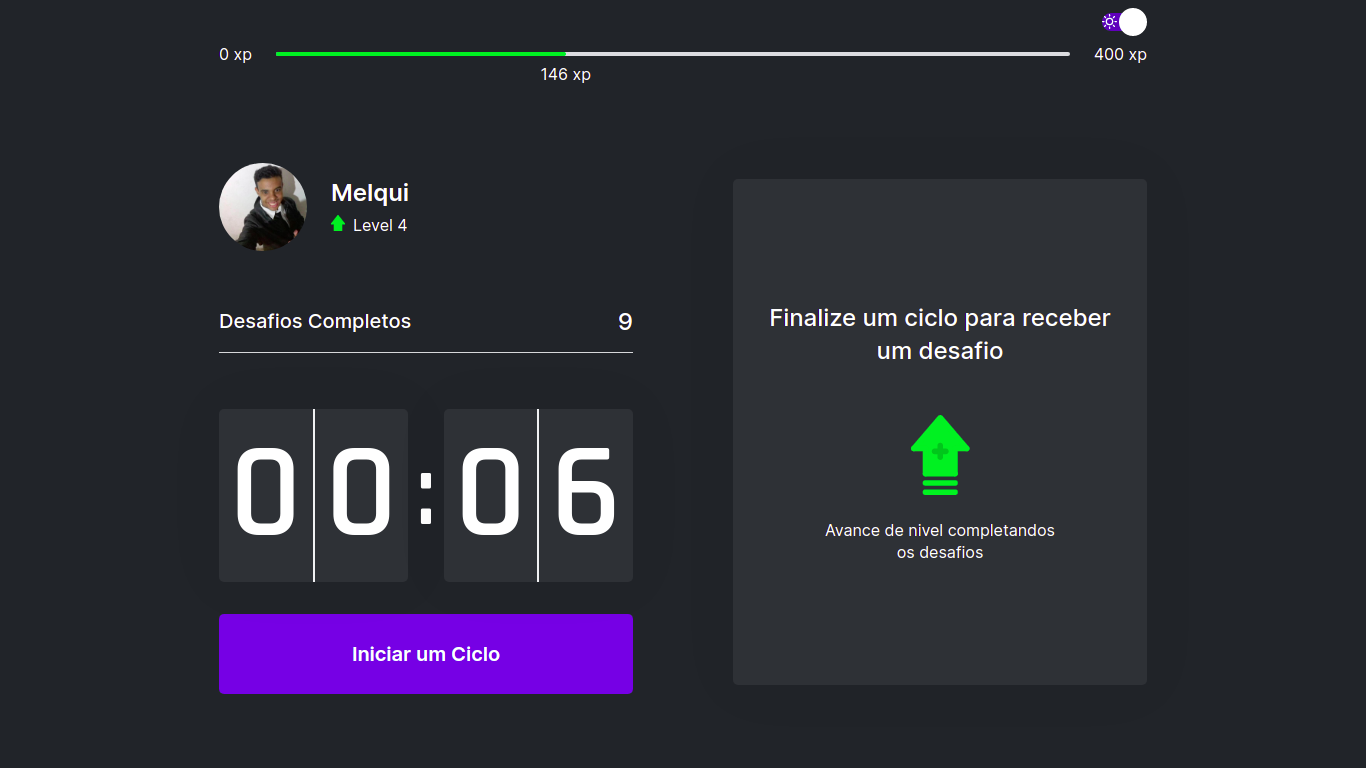 0 xp
400 xp
146 xp
Melqui
Level 4
Desafios Completos 9
00:06
Iniciar um Ciclo
Finalize um ciclo para receber
um desafio
Avance de nivel completandos
os desafios